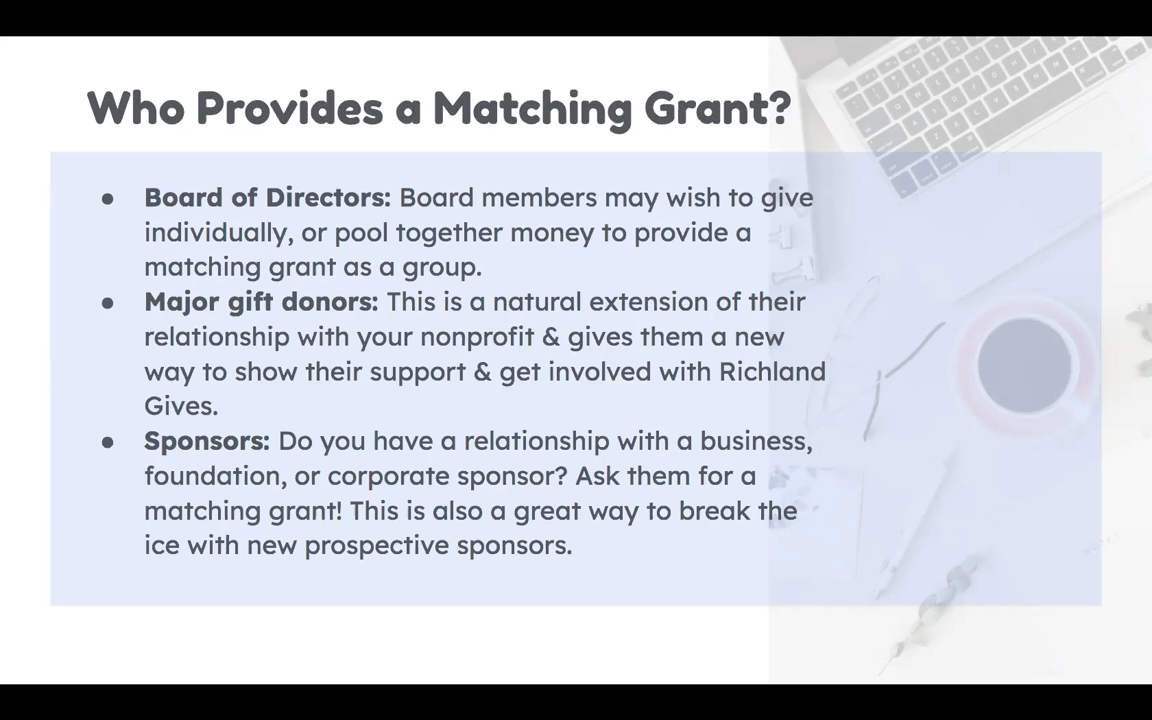 Who Provides a Matching Grant?
● Board of Directors: Board members may wish to give
individually, or pool together money to provide a
matching grant as a group.
● Major gift donors: This is a natural extension of their
relationship with your nonprofit & gives them a new
way to show their support & get involved with Richland
Gives.
● Sponsors: Do you have a relationship with a business,
foundation, or corporate sponsor? Ask them for a
matching grant! This is also a great way to break the
ice with new prospective sponsors.